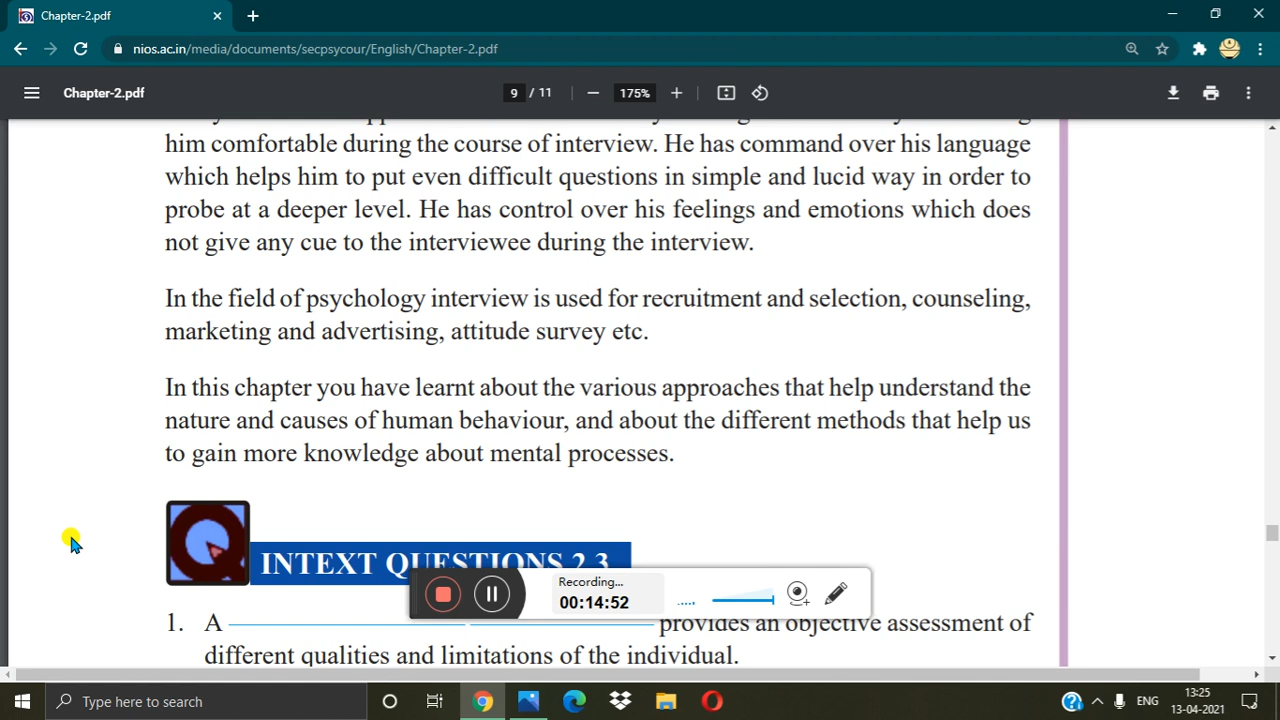 Chapter-2.pdf
nios.ac.in/media/documents/secpsycour/English/Chapter-2.pdf
Chapter-2.pdf 9 / 11 175%
him comfortable during the course of interview. He has command over his language
which helps him to put even difficult questions in simple and lucid way in order to
probe at a deeper level. He has control over his feelings and emotions which does
not give any cue to the interviewee during the interview.
In the field of psychology interview is used for recruitment and selection, counseling,
marketing and advertising, attitude survey etc.
In this chapter you have learnt about the various approaches that help understand the
nature and causes of human behaviour, and about the different methods that help us
to gain more knowledge about mental processes.
INTEXT QUESTIONS 2.3
Recording...
00:14:52
1. A provides an objective assessment of
different qualities and limitations of the individual.
Type here to search
ENG
13:25
13-04-2021